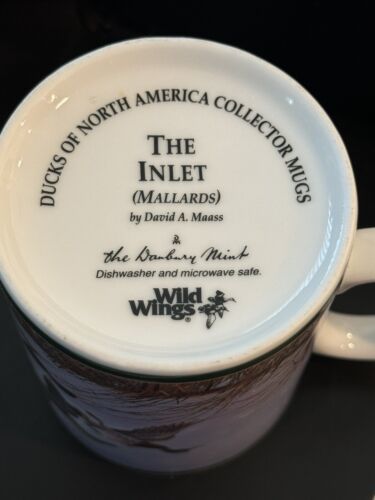 DUCKS OF NORTH AMERICA COLLECTOR MUGS
THE
INLET
(MALLARDS)
by David A. Maass
the Danbury Mint
Dishwasher and microwave safe.
Wild
Wings®